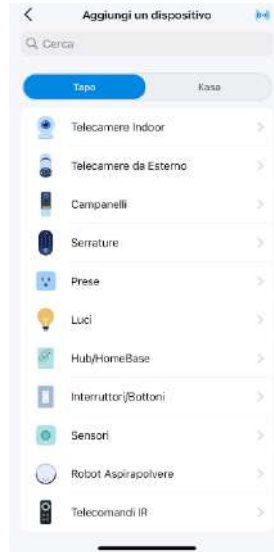 Aggiungi un dispositivo
Cerca
Tapo
Kasa
Telecamere Indoor
Telecamere da Esterno
Campanelli
Serrature
Prese
Luci
Hub/HomeBase
Interruttori/Bottoni
Sensori
Robot Aspirapolvere
Telecomandi IR